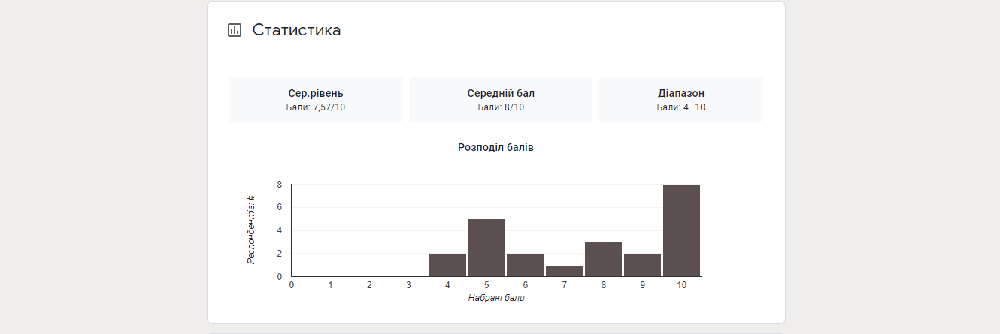 Статистика
Сер.рівень
Бали: 7,57/10
Середній бал
Бали: 8/10
Діапазон
Бали: 4–10
Розподіл балів
Респондентів: #
8
6
4
2
0
0 1 2 3 4 5 6 7 8 9 10
Набрані бали